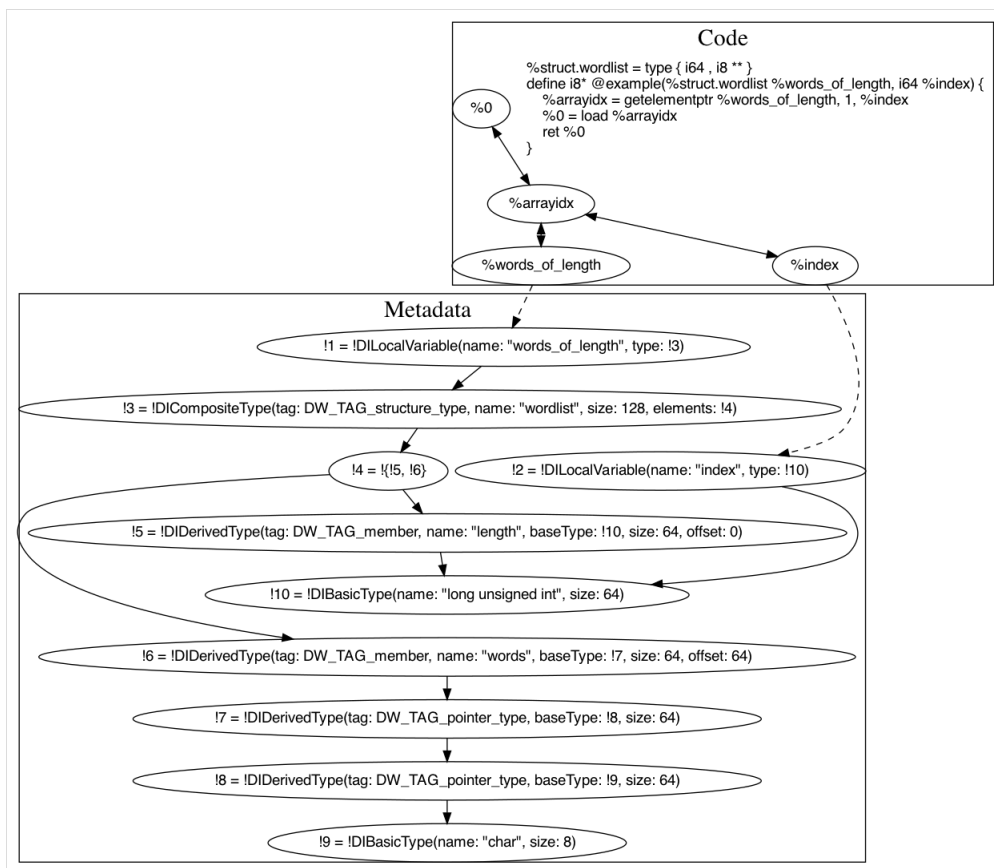 Code
%struct.wordlist = type { i64 , i8 ** }
define i8* @example(%struct.wordlist %words_of_length, i64 %index) {
%arrayidx = getelementptr %words_of_length, 1, %index
%0 = load %arrayidx
ret %0
}
%0
%arrayidx
%words_of_length
%index
Metadata
!1 = !DILocalVariable(name: "words_of_length", type: !3)
!3 = !DICompositeType(tag: DW_TAG_structure_type, name: "wordlist", size: 128, elements: !4)
!4 = !{!5, !6}
!2 = !DILocalVariable(name: "index", type: !10)
!5 = !DIDerivedType(tag: DW_TAG_member, name: "length", baseType: !10, size: 64, offset: 0)
!10 = !DIBasicType(name: "long unsigned int", size: 64)
!6 = !DIDerivedType(tag: DW_TAG_member, name: "words", baseType: !7, size: 64, offset: 64)
!7 = !DIDerivedType(tag: DW_TAG_pointer_type, baseType: !8, size: 64)
!8 = !DIDerivedType(tag: DW_TAG_pointer_type, baseType: !9, size: 64)
!9 = !DIBasicType(name: "char", size: 8)